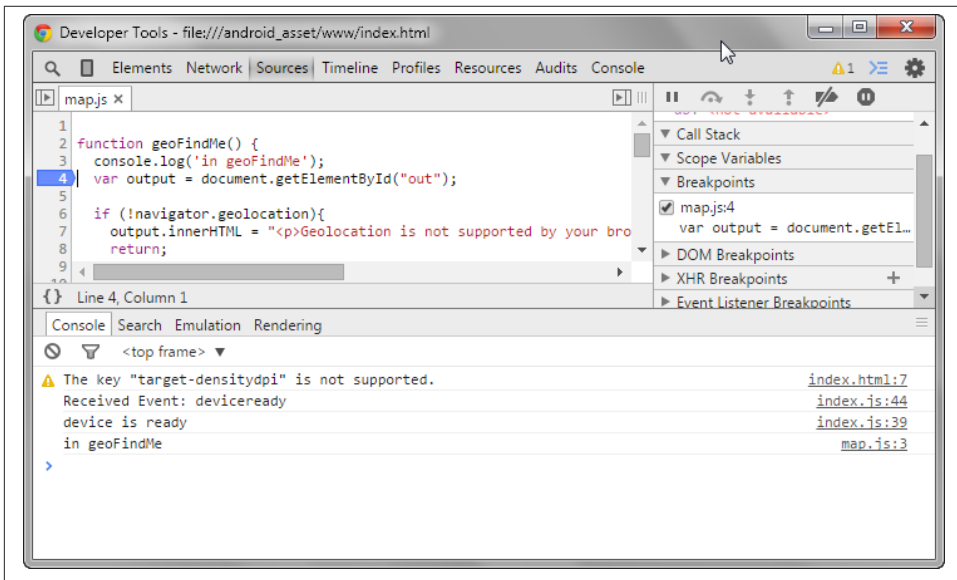 Developer Tools - file:///android_asset/www/index.html
Elements Network Sources Timeline Profiles Resources Audits Console
1
map.js ×
1
2 function geoFindMe() {
3 console.log('in geoFindMe');
4 var output = document.getElementById("out");
5
6 if (!navigator.geolocation){
7 output.innerHTML = "<p>Geolocation is not supported by your bro
8 return;
9
10
{} Line 4, Column 1
<not available>
Call Stack
Scope Variables
Breakpoints
map.js:4
var output = document.getEl…
DOM Breakpoints
XHR Breakpoints +
Event Listener Breakpoints
Console Search Emulation Rendering
<top frame> ▼
The key "target-densitydpi" is not supported. index.html:7
Received Event: deviceready index.js:44
device is ready index.js:39
in geoFindMe map.js:3
>